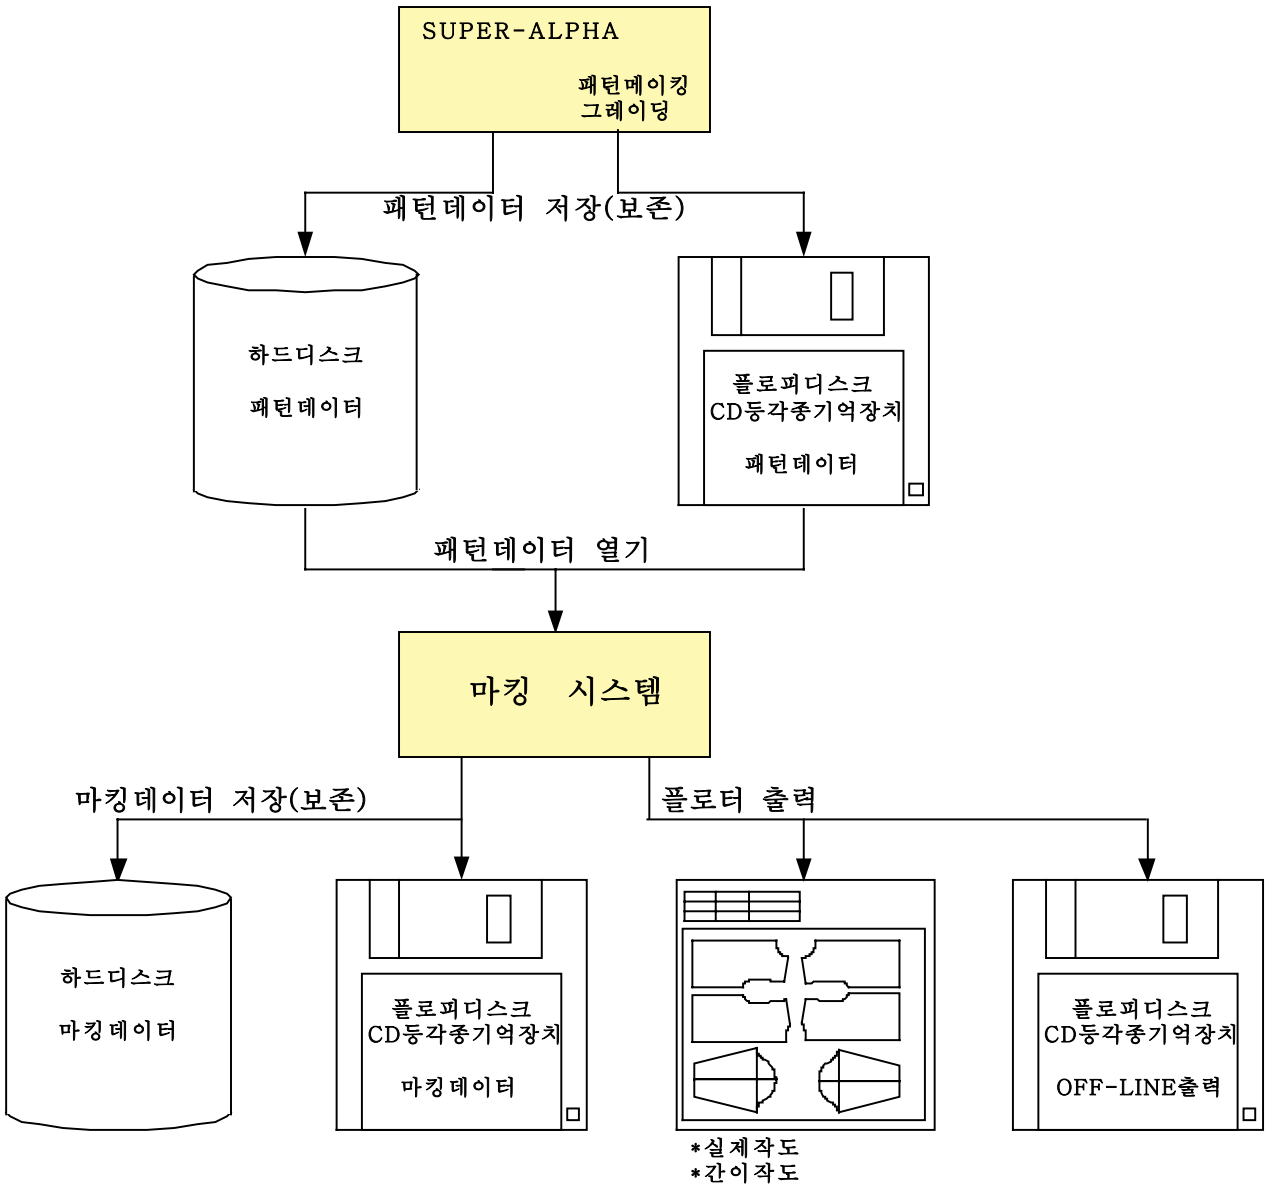 SUPER-ALPHA
패턴메이킹
그레이딩
패턴데이터 저장(보존)
하드디스크
패턴데이터
플로피디스크
CD등각종기억장치
패턴데이터
패턴데이터 열기
마킹 시스템
마킹데이터 저장(보존)
플로터 출력
하드디스크
마킹데이터
플로피디스크
CD등각종기억장치
마킹데이터
*실제작도
*간이작도
플로피디스크
CD등각종기억장치
OFF-LINE출력